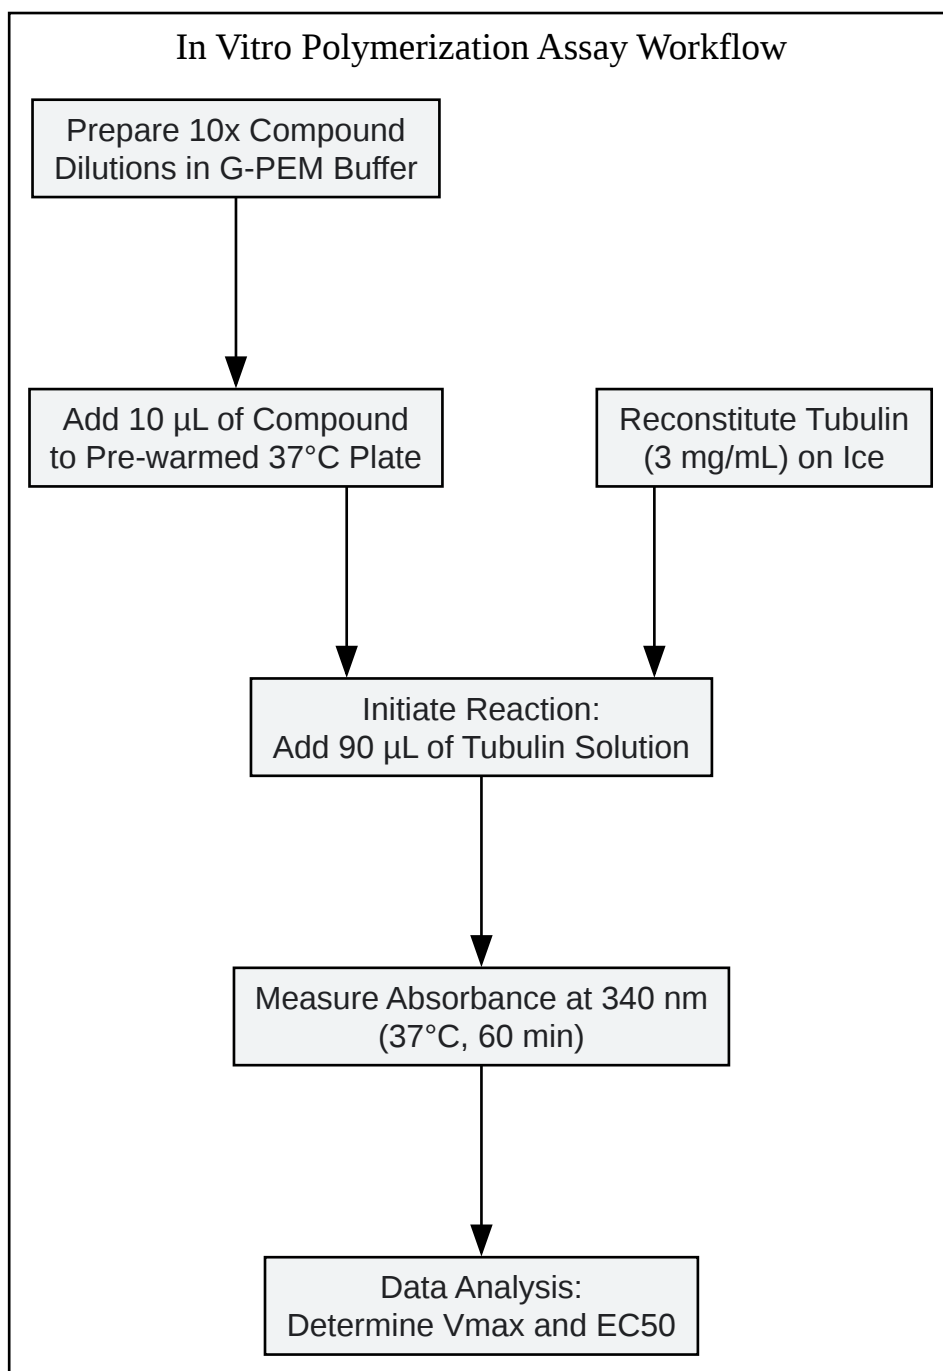 In Vitro Polymerization Assay Workflow
Prepare 10x Compound
Dilutions in G-PEM Buffer
Add 10 µL of Compound
to Pre-warmed 37°C Plate
Reconstitute Tubulin
(3 mg/mL) on Ice
Initiate Reaction:
Add 90 µL of Tubulin Solution
Measure Absorbance at 340 nm
(37°C, 60 min)
Data Analysis:
Determine Vmax and EC50